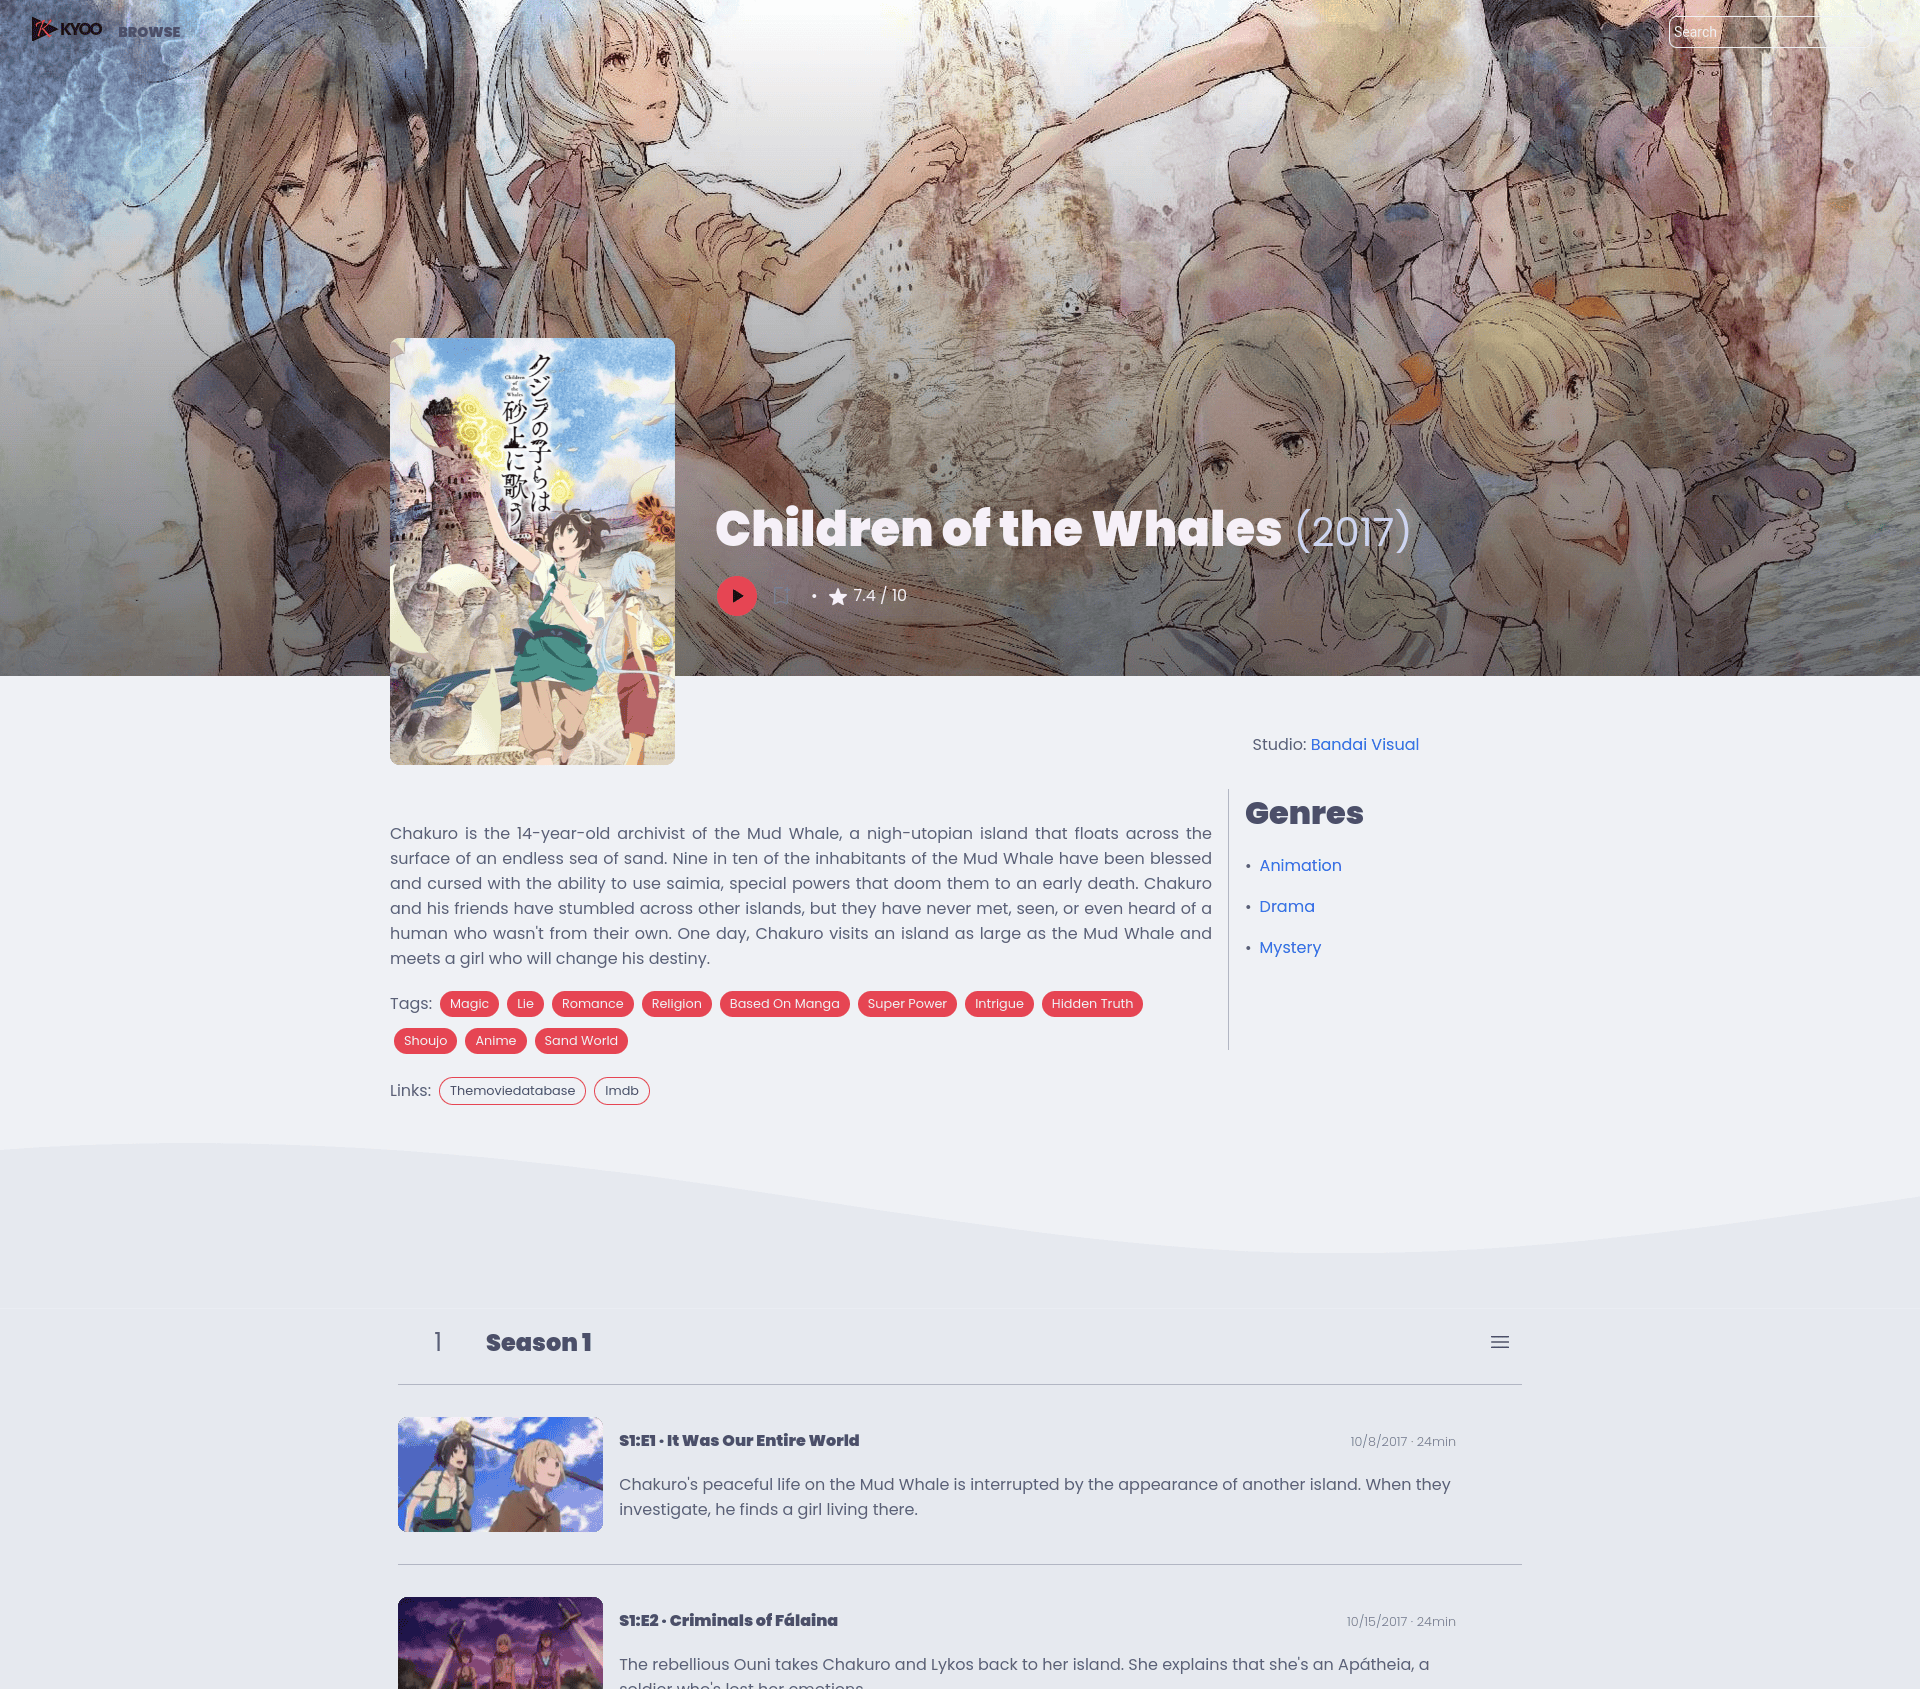 KYOO BROWSE
Search
クジラの子らは
砂上に歌う
Children
of
the
Whales
Children of the Whales (2017)
• 7.4 / 10
Studio: Bandai Visual
Genres
• Animation
• Drama
• Mystery
Chakuro is the 14-year-old archivist of the Mud Whale, a nigh-utopian island that floats across the
surface of an endless sea of sand. Nine in ten of the inhabitants of the Mud Whale have been blessed
and cursed with the ability to use saimia, special powers that doom them to an early death. Chakuro
and his friends have stumbled across other islands, but they have never met, seen, or even heard of a
human who wasn't from their own. One day, Chakuro visits an island as large as the Mud Whale and
meets a girl who will change his destiny.
Tags: Magic Lie Romance Religion Based On Manga Super Power Intrigue Hidden Truth
Shoujo Anime Sand World
Links: Themoviedatabase Imdb
1 Season 1
S1:E1 · It Was Our Entire World 10/8/2017 · 24min
Chakuro's peaceful life on the Mud Whale is interrupted by the appearance of another island. When they
investigate, he finds a girl living there.
S1:E2 · Criminals of Fálaina 10/15/2017 · 24min
The rebellious Ouni takes Chakuro and Lykos back to her island. She explains that she's an Apátheia, a
soldier who's lost her emotions.